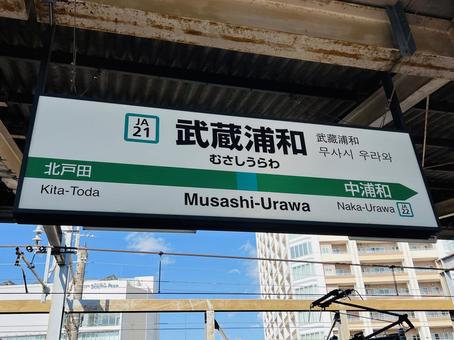 JA
21
武蔵浦和
むさしうらわ
武藏浦和
무사시 우라와
北戸田
Kita-Toda
Musashi-Urawa
中浦和
Naka-Urawa
JA
22